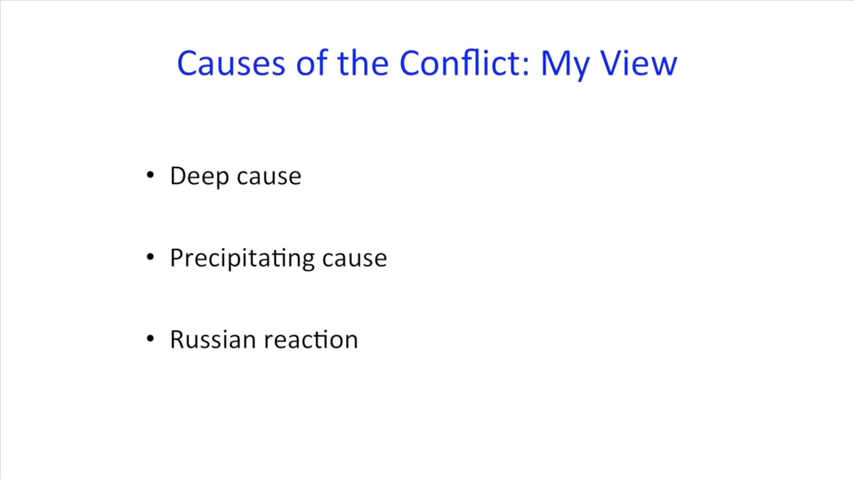 Causes of the Conflict: My View
• Deep cause
• Precipitating cause
• Russian reaction